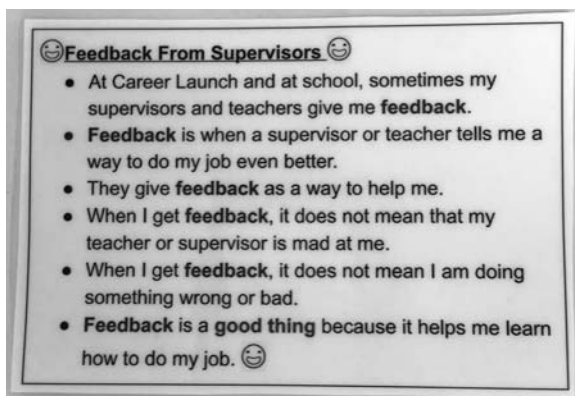 😃Feedback From Supervisors 😃
• At Career Launch and at school, sometimes my
supervisors and teachers give me feedback.
• Feedback is when a supervisor or teacher tells me a
way to do my job even better.
• They give feedback as a way to help me.
• When I get feedback, it does not mean that my
teacher or supervisor is mad at me.
• When I get feedback, it does not mean I am doing
something wrong or bad.
• Feedback is a good thing because it helps me learn
how to do my job. 😃